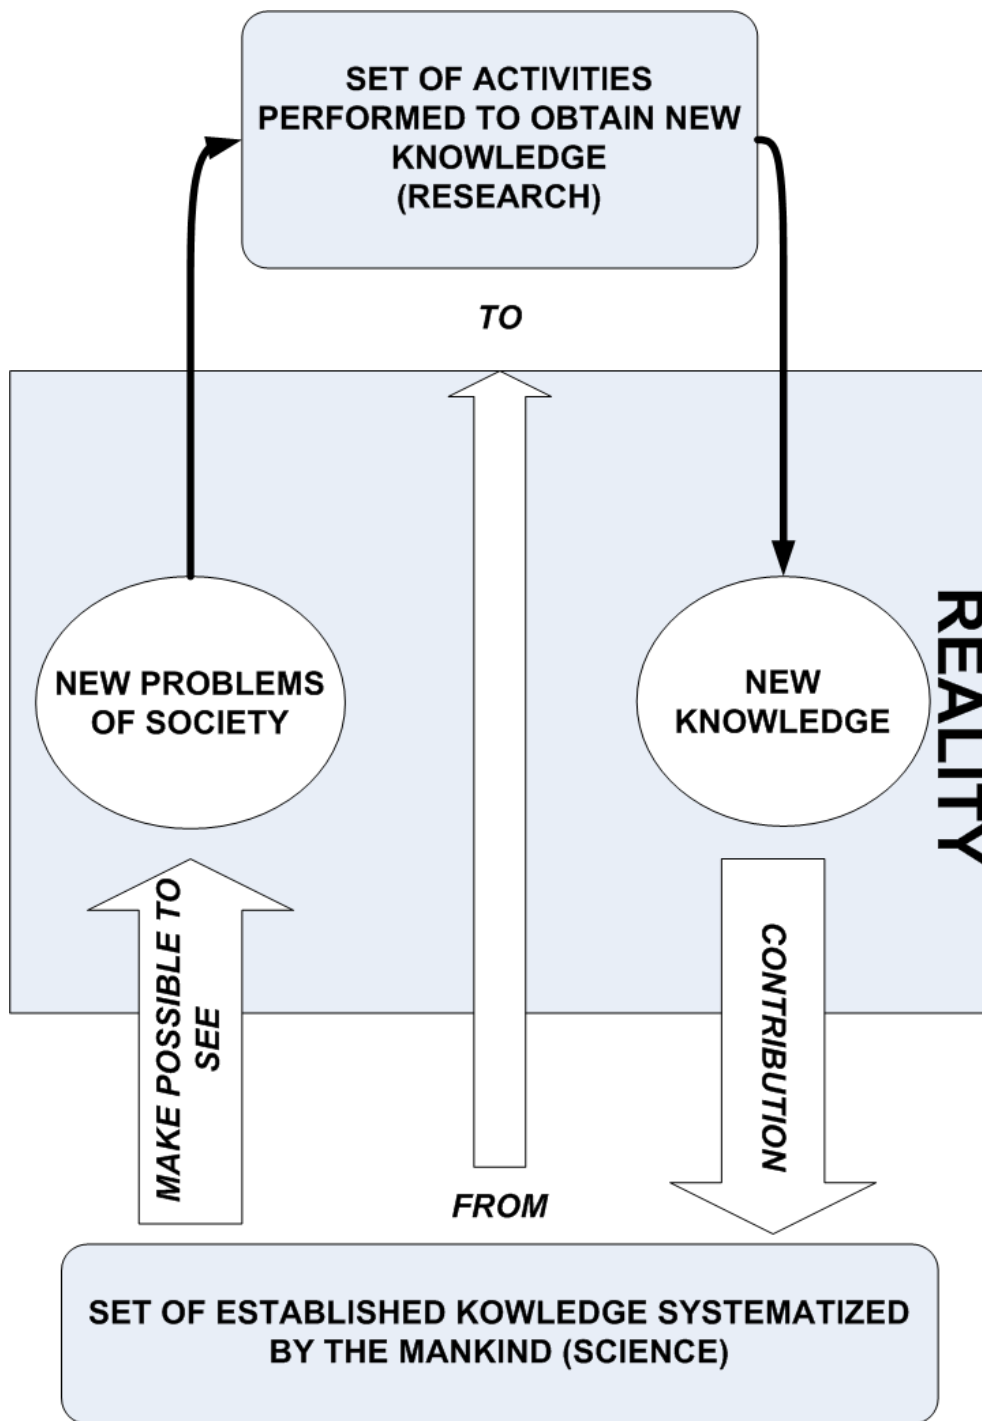 SET OF ACTIVITIES
PERFORMED TO OBTAIN NEW
KNOWLEDGE
(RESEARCH)
TO
NEW PROBLEMS
OF SOCIETY
NEW
KNOWLEDGE
REALITY
MAKE POSSIBLE TO
SEE
CONTRIBUTION
FROM
SET OF ESTABLISHED KOWLEDGE SYSTEMATIZED
BY THE MANKIND (SCIENCE)